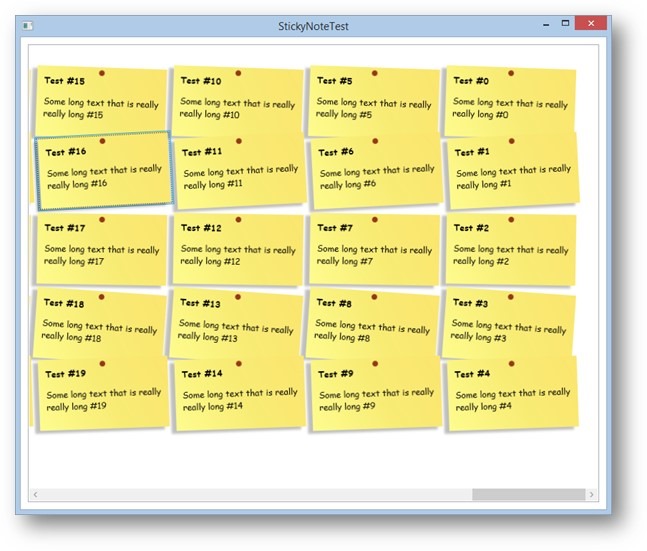 StickyNoteTest
Test #15
Some long text that is really
really long #15
Test #10
Some long text that is really
really long #10
Test #5
Some long text that is really
really long #5
Test #0
Some long text that is really
really long #0
Test #16
Some long text that is really
really long #16
Test #11
Some long text that is really
really long #11
Test #6
Some long text that is really
really long #6
Test #1
Some long text that is really
really long #1
Test #17
Some long text that is really
really long #17
Test #12
Some long text that is really
really long #12
Test #7
Some long text that is really
really long #7
Test #2
Some long text that is really
really long #2
Test #18
Some long text that is really
really long #18
Test #13
Some long text that is really
really long #13
Test #8
Some long text that is really
really long #8
Test #3
Some long text that is really
really long #3
Test #19
Some long text that is really
really long #19
Test #14
Some long text that is really
really long #14
Test #9
Some long text that is really
really long #9
Test #4
Some long text that is really
really long #4